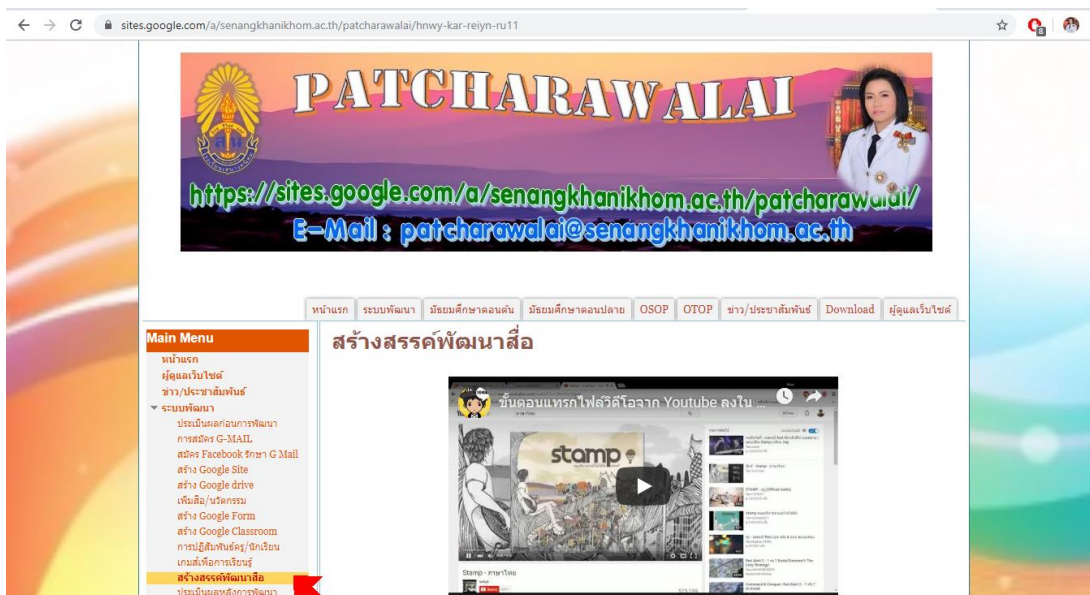 sites.google.com/a/senangkhanikhom.ac.th/patcharawalai/hnwy-kar-reiyn-ru11
8
PATCHARAWALAI
ส น
https://sites.google.com/a/senangkhanikhom.ac.th/patcharawalai/
E-Mail : patcharawalai@senangkhanikhom.ac.th
หน้าแรก
ระบบพัฒนา
มัธยมศึกษาตอนต้น
มัธยมศึกษาตอนปลาย
OSOP
OTOP
ข่าว/ประชาสัมพันธ์
Download
ผู้ดูแลเว็บไซต์
Main Menu
หน้าแรก
ผู้ดูแลเว็บไซต์
ข่าว/ประชาสัมพันธ์
ระบบพัฒนา
ประเมินผลก่อนการพัฒนา
การสมัคร G-MAIL
สมัคร Facebook รักษา G Mail
สร้าง Google Site
สร้าง Google drive
เพิ่มสื่อ/นวัตกรรม
สร้าง Google Form
สร้าง Google Classroom
การปฏิสัมพันธ์ครู/นักเรียน
เกมส์เพื่อการเรียนรู้
สร้างสรรค์พัฒนาสื่อ
ประเมินผลหลังการพัฒนา
สร้างสรรค์พัฒนาสื่อ
ขั้นตอนแทรกไฟล์วิดีโอจาก Youtube ลงใน ...
stamp
Stamp - ภาษาไทย